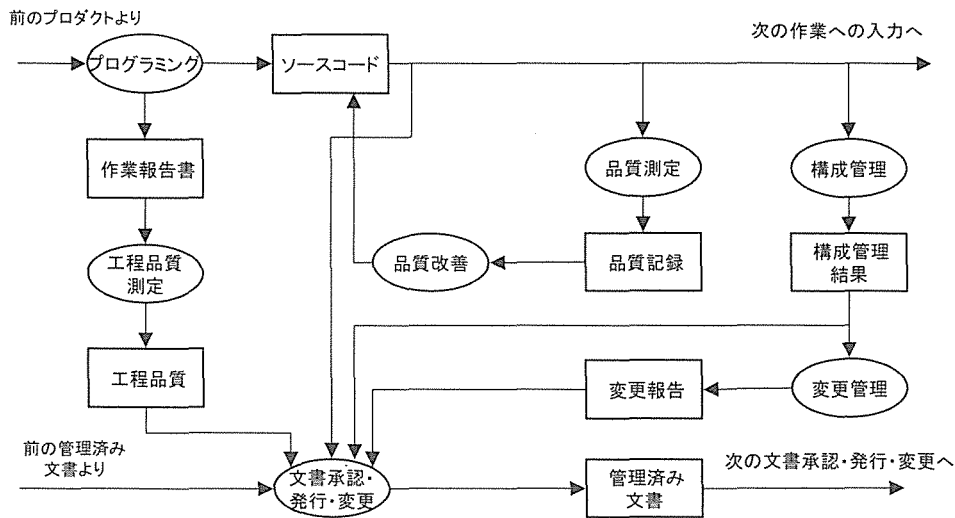 前のプロダクトより
次の作業への入力へ
プログラミング
ソースコード
作業報告書
品質測定
構成管理
工程品質
測定
品質改善
品質記録
構成管理
結果
工程品質
変更報告
変更管理
前の管理済み
文書より
文書承認・
発行・変更
管理済み
文書
次の文書承認・発行・変更へ